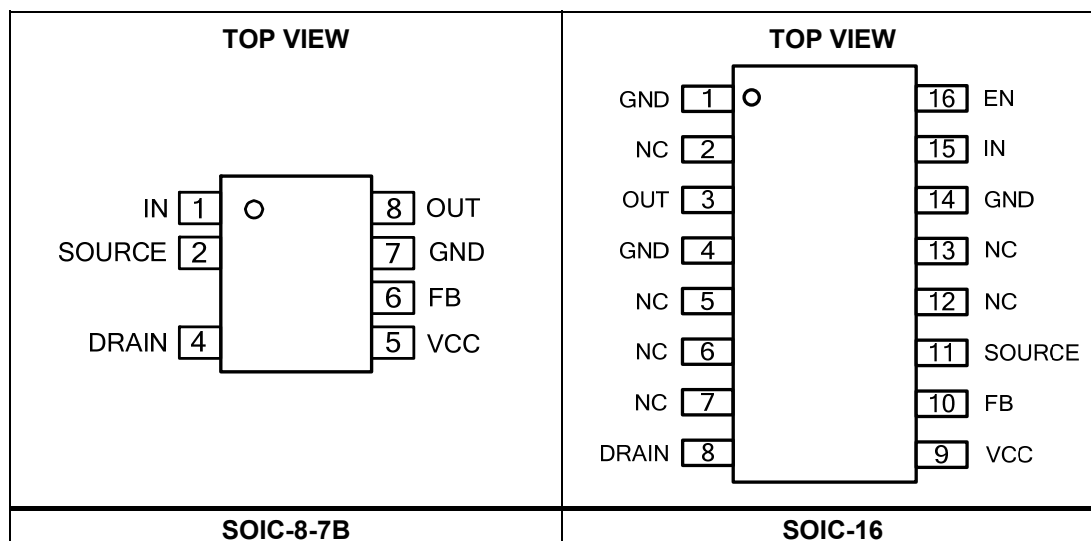 TOP VIEW
IN 1 8 OUT
SOURCE 2 7 GND
6 FB
DRAIN 4 5 VCC
SOIC-8-7B
TOP VIEW
GND 1 16 EN
NC 2 15 IN
OUT 3 14 GND
GND 4 13 NC
NC 5 12 NC
NC 6 11 SOURCE
NC 7 10 FB
DRAIN 8 9 VCC
SOIC-16